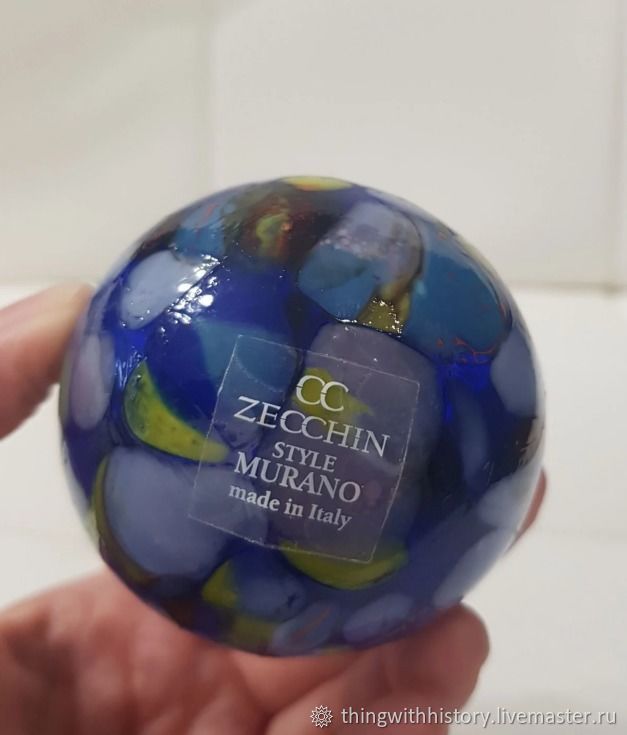 CC
ZECCHIN
STYLE
MURANO
made in Italy
thingwithhistory.livemaster.ru